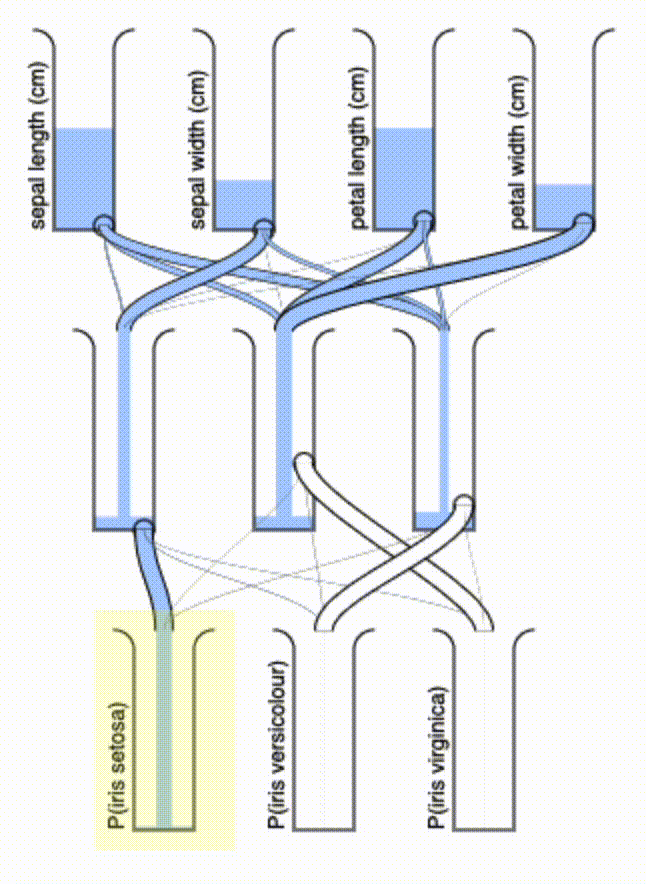 sepal length (cm)
sepal width (cm)
petal length (cm)
petal width (cm)
P(iris setosa)
P(iris versicolour)
P(iris virginica)